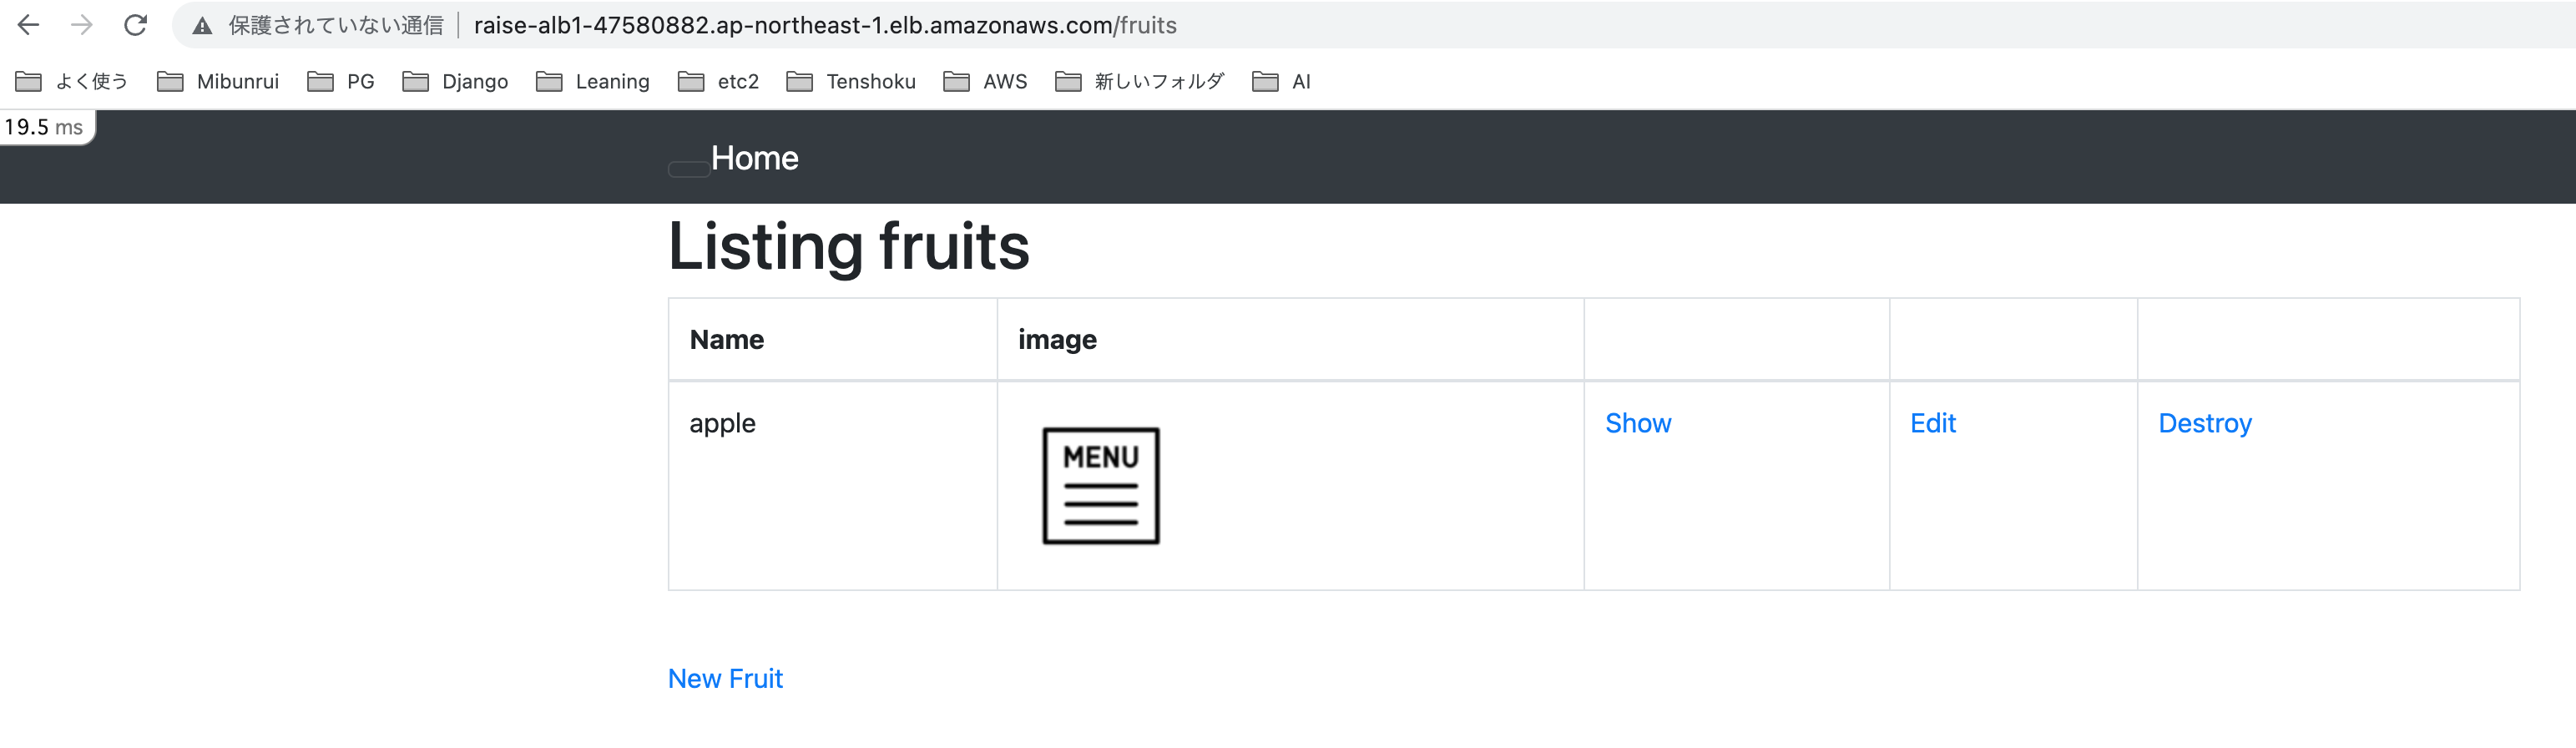 保護されていない通信 raise-alb1-47580882.ap-northeast-1.elb.amazonaws.com/fruits
よく使う Mibunrui PG Django Leaning etc2 Tenshoku AWS 新しいフォルダ AI
19.5 ms
Home
Listing fruits
Name image
apple MENU Show Edit Destroy
New Fruit